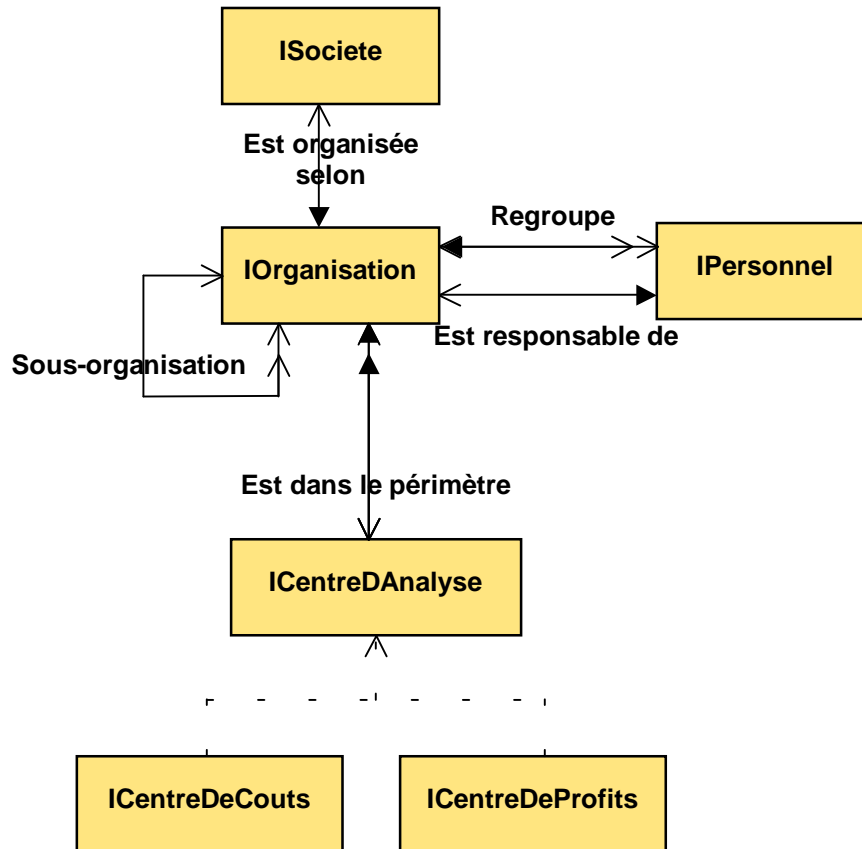 ISociete
Est organisée
selon
Regroupe
IOrganisation
IPersonnel
Est responsable de
Sous-organisation
Est dans le périmètre
ICentreDAnalyse
ICentreDeCouts
ICentreDeProfits